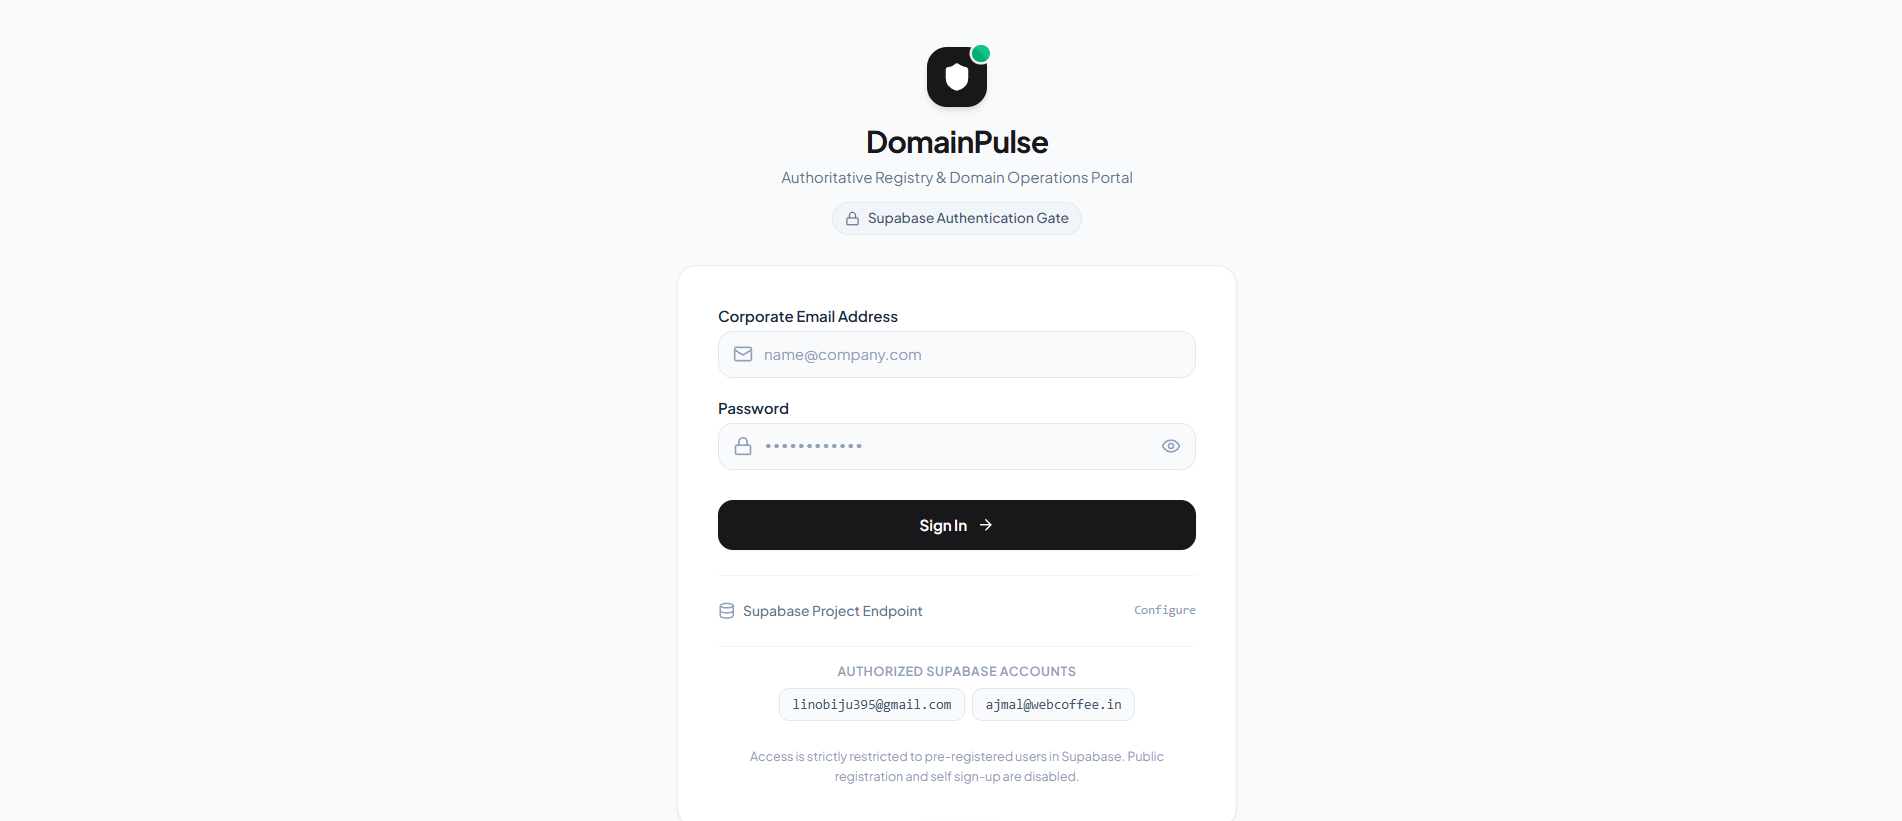 DomainPulse
Authoritative Registry & Domain Operations Portal
Supabase Authentication Gate
Corporate Email Address
name@company.com
Password
••••••••••••
Sign In →
Supabase Project Endpoint
Configure
AUTHORIZED SUPABASE ACCOUNTS
linobiju395@gmail.com
ajmal@webcoffee.in
Access is strictly restricted to pre-registered users in Supabase. Public
registration and self sign-up are disabled.